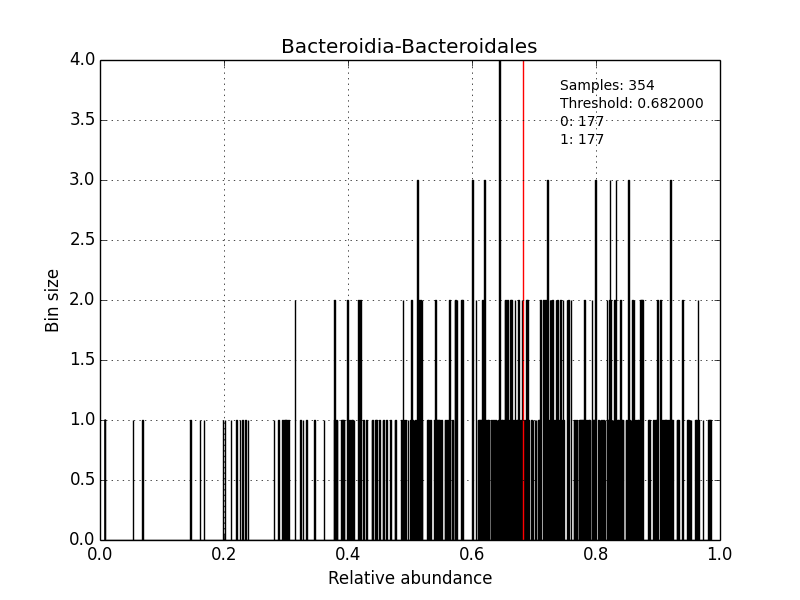 Bacteroidia-Bacteroidales
Samples: 354
Threshold: 0.682000
0: 177
1: 177
4.0
3.5
3.0
2.5
2.0
1.5
1.0
0.5
0.0
Bin size
0.0 0.2 0.4 0.6 0.8 1.0
Relative abundance